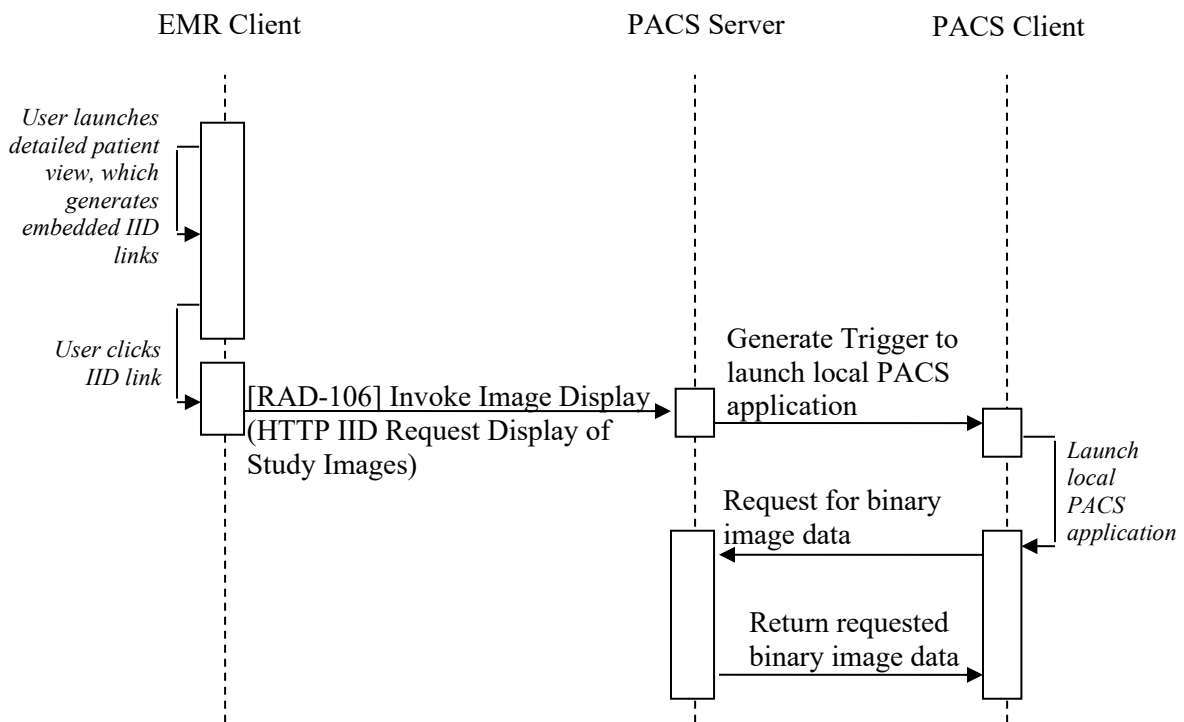 EMR Client
PACS Server
PACS Client
User launches
detailed patient
view, which
generates
embedded IID
links
User clicks
IID link
[RAD-106] Invoke Image Display
(HTTP IID Request Display of
Study Images)
Generate Trigger to
launch local PACS
application
Launch
local
PACS
application
Request for binary
image data
Return requested
binary image data